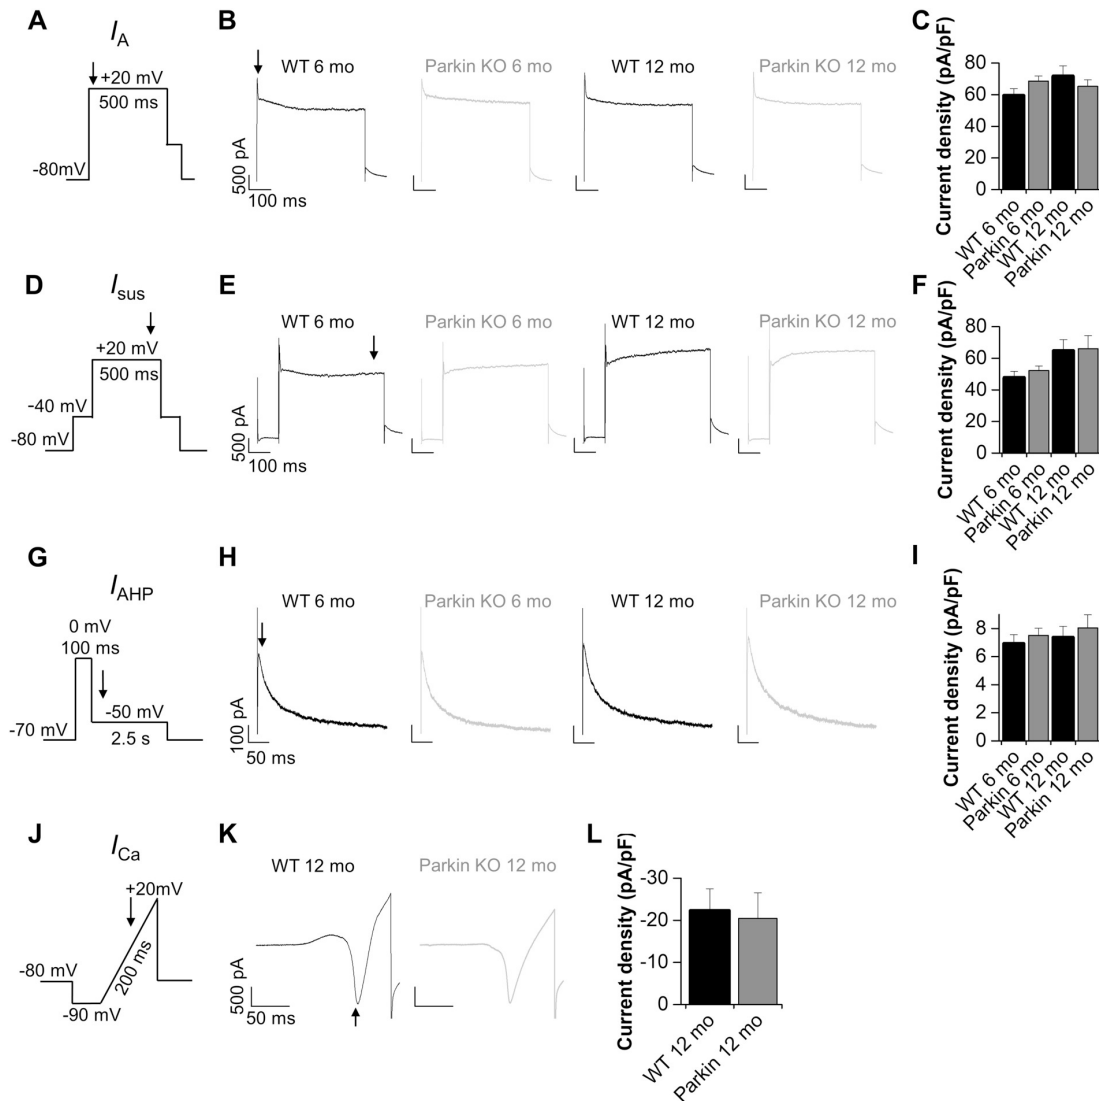 A
I_A
+20 mV
500 ms
-80mV
B
WT 6 mo
Parkin KO 6 mo
WT 12 mo
Parkin KO 12 mo
500 pA
100 ms
C
Current density (pA/pF)
80
60
40
20
0
WT 6 mo
Parkin 6 mo
WT 12 mo
Parkin 12 mo
D
I_sus
+20 mV
500 ms
-40 mV
-80 mV
E
WT 6 mo
Parkin KO 6 mo
WT 12 mo
Parkin KO 12 mo
500 pA
100 ms
F
Current density (pA/pF)
80
60
40
20
0
WT 6 mo
Parkin 6 mo
WT 12 mo
Parkin 12 mo
G
I_AHP
0 mV
100 ms
-50 mV
-70 mV
2.5 s
H
WT 6 mo
Parkin KO 6 mo
WT 12 mo
Parkin KO 12 mo
100 pA
50 ms
I
Current density (pA/pF)
8
6
4
2
0
WT 6 mo
Parkin 6 mo
WT 12 mo
Parkin 12 mo
J
I_Ca
+20mV
200 ms
-80 mV
-90 mV
K
WT 12 mo
Parkin KO 12 mo
500 pA
50 ms
L
Current density (pA/pF)
-30
-20
-10
0
WT 12 mo
Parkin 12 mo